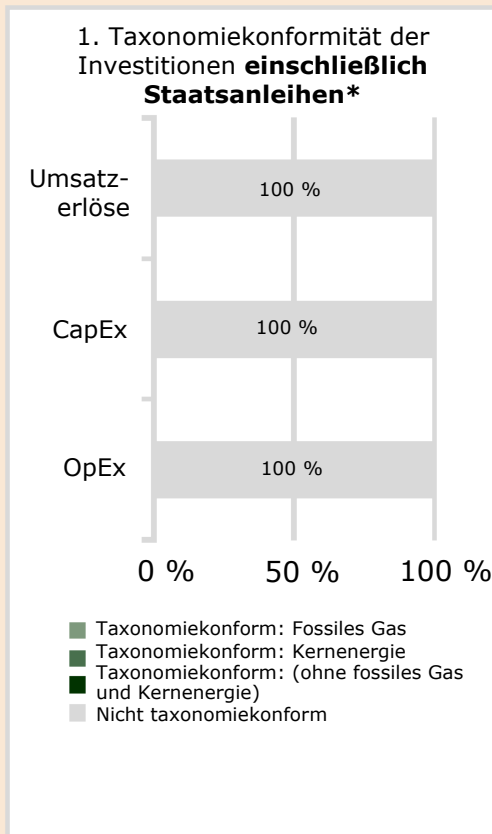 1. Taxonomiekonformität der
Investitionen einschließlich
Staatsanleihen*
Umsatz-
erlöse
100 %
CapEx
100 %
OpEx
100 %
0 % 50 % 100 %
Taxonomiekonform: Fossiles Gas
Taxonomiekonform: Kernenergie
Taxonomiekonform: (ohne fossiles Gas
und Kernenergie)
Nicht taxonomiekonform